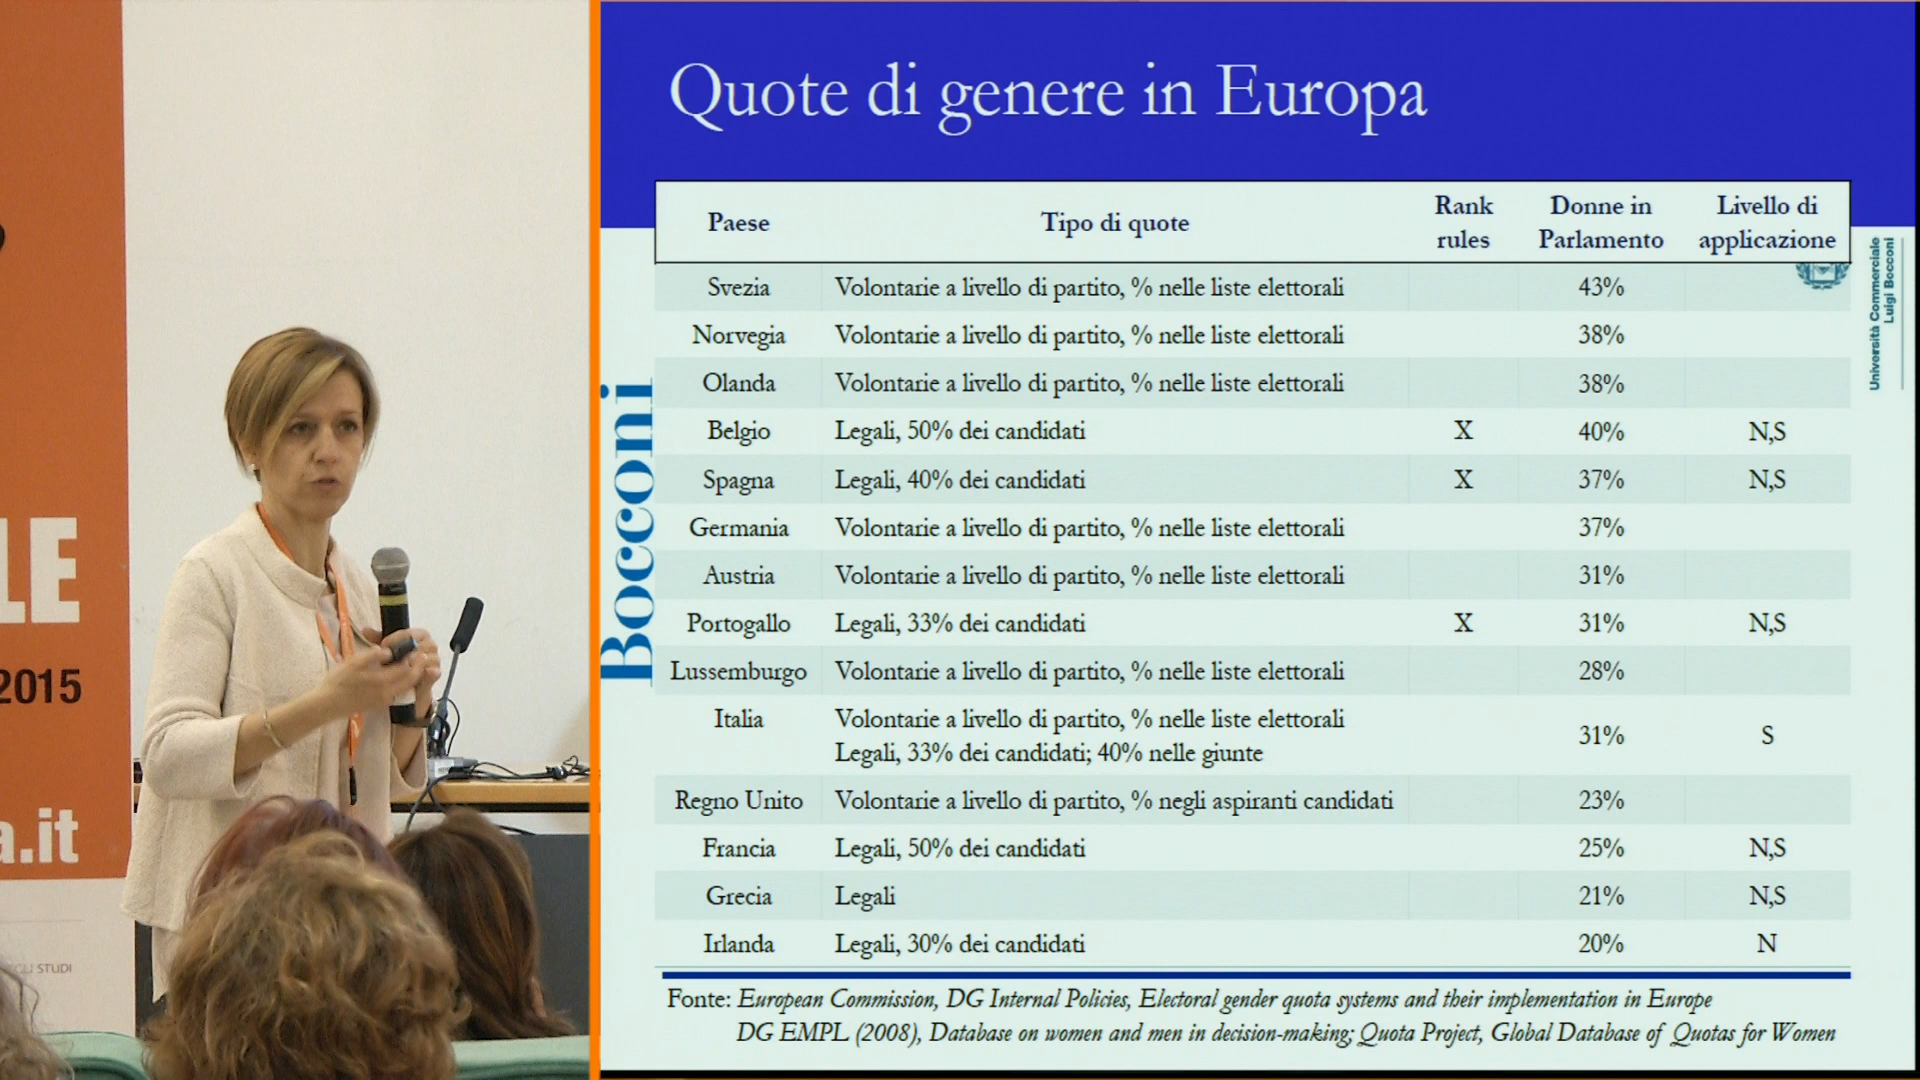 LE
2015
a.it
GLI STUDI
Quote di genere in Europa
Paese Tipo di quote Rank rules Donne in Parlamento Livello di applicazione
Svezia Volontarie a livello di partito, % nelle liste elettorali 43%
Norvegia Volontarie a livello di partito, % nelle liste elettorali 38%
Olanda Volontarie a livello di partito, % nelle liste elettorali 38%
Belgio Legali, 50% dei candidati X 40% N,S
Spagna Legali, 40% dei candidati X 37% N,S
Germania Volontarie a livello di partito, % nelle liste elettorali 37%
Austria Volontarie a livello di partito, % nelle liste elettorali 31%
Portogallo Legali, 33% dei candidati X 31% N,S
Lussemburgo Volontarie a livello di partito, % nelle liste elettorali 28%
Italia Volontarie a livello di partito, % nelle liste elettorali
Legali, 33% dei candidati; 40% nelle giunte 31% S
Regno Unito Volontarie a livello di partito, % negli aspiranti candidati 23%
Francia Legali, 50% dei candidati 25% N,S
Grecia Legali 21% N,S
Irlanda Legali, 30% dei candidati 20% N
Fonte: European Commission, DG Internal Policies, Electoral gender quota systems and their implementation in Europe
DG EMPL (2008), Database on women and men in decision-making; Quota Project, Global Database of Quotas for Women
Bocconi
Università Commerciale
Luigi Bocconi